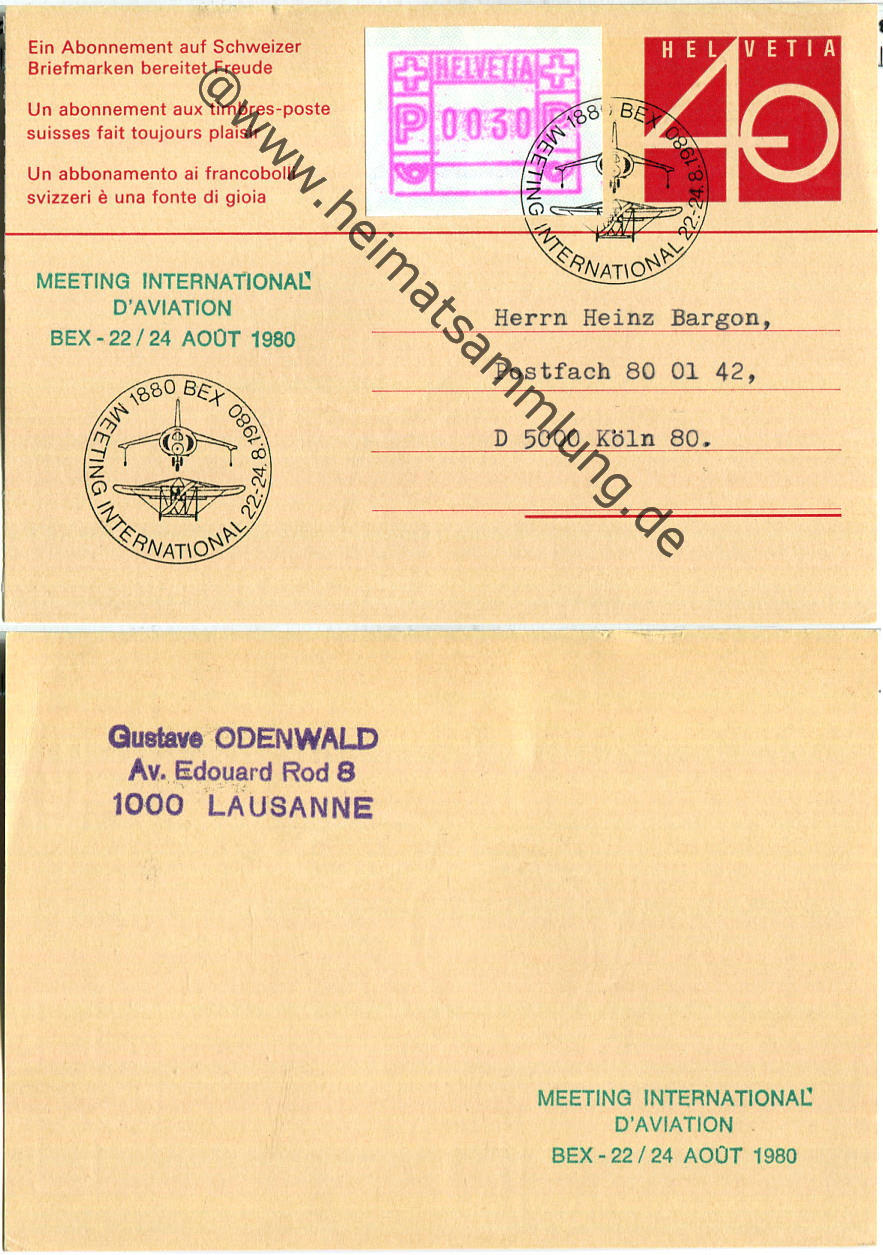 Ein Abonnement auf Schweizer
Briefmarken bereitet Freude
Un abonnement aux timbres-poste
suisses fait toujours plaisir
Un abbonamento ai francobolli
svizzeri è una fonte di gioia
HELVETIA
P 0030 P
6 6
HELVETIA
40
1880 BEX 22.-24.8.1980
MEETING INTERNATIONAL
MEETING INTERNATIONAL
D'AVIATION
BEX - 22 / 24 AOÛT 1980
1880 BEX 22.-24.8.1980
MEETING INTERNATIONAL
Herrn Heinz Bargon,
Postfach 80 01 42,
D 5000 Köln 80.
@www.heimatsammlung.de
Gustave ODENWALD
Av. Edouard Rod 8
1000 LAUSANNE
MEETING INTERNATIONAL
D'AVIATION
BEX - 22 / 24 AOÛT 1980